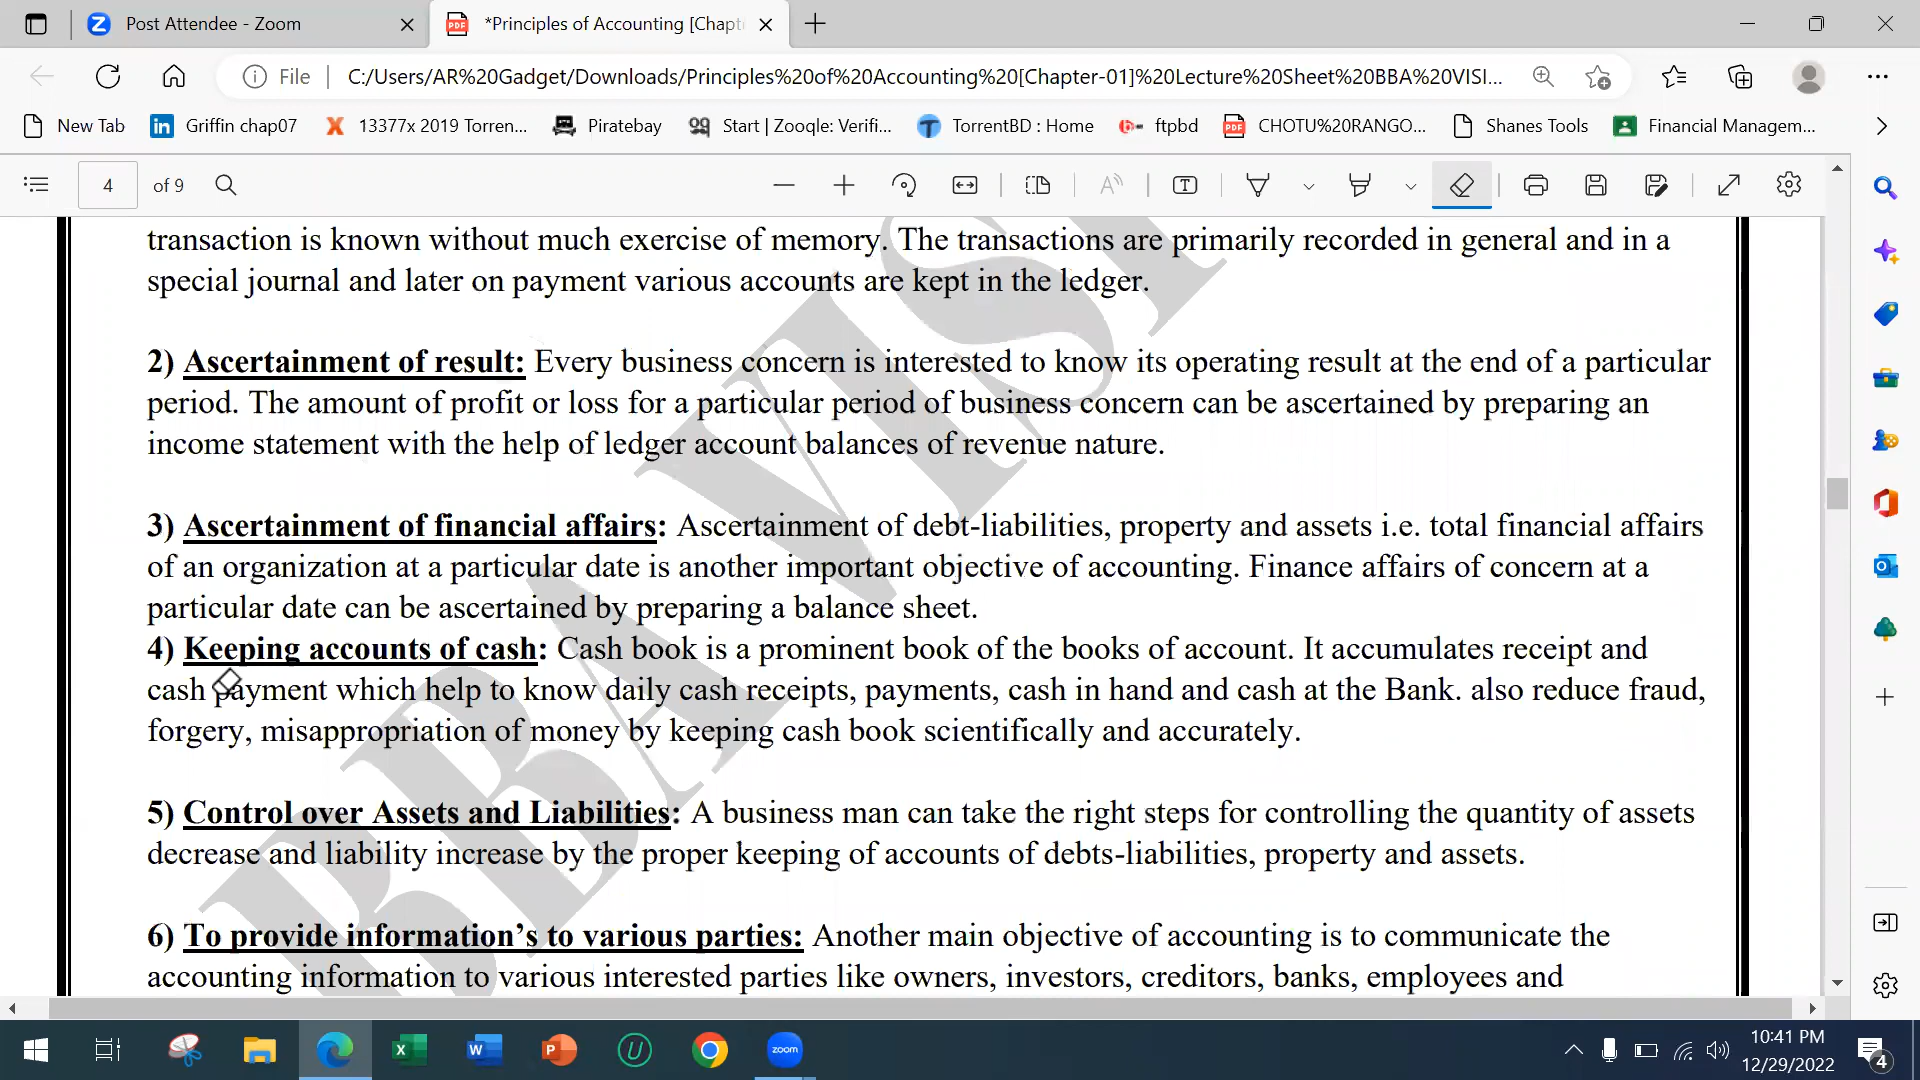 Post Attendee - Zoom
*Principles of Accounting [Chapt
File
C:/Users/AR%20Gadget/Downloads/Principles%20of%20Accounting%20[Chapter-01]%20Lecture%20Sheet%20BBA%20VISI...
New Tab
Griffin chap07
13377x 2019 Torren...
Piratebay
Start | Zooqle: Verifi...
TorrentBD : Home
ftpbd
CHOTU%20RANGO...
Shanes Tools
Financial Managem...
4 of 9
transaction is known without much exercise of memory. The transactions are primarily recorded in general and in a
special journal and later on payment various accounts are kept in the ledger.
2) Ascertainment of result: Every business concern is interested to know its operating result at the end of a particular
period. The amount of profit or loss for a particular period of business concern can be ascertained by preparing an
income statement with the help of ledger account balances of revenue nature.
3) Ascertainment of financial affairs: Ascertainment of debt-liabilities, property and assets i.e. total financial affairs
of an organization at a particular date is another important objective of accounting. Finance affairs of concern at a
particular date can be ascertained by preparing a balance sheet.
4) Keeping accounts of cash: Cash book is a prominent book of the books of account. It accumulates receipt and
cash payment which help to know daily cash receipts, payments, cash in hand and cash at the Bank. also reduce fraud,
forgery, misappropriation of money by keeping cash book scientifically and accurately.
5) Control over Assets and Liabilities: A business man can take the right steps for controlling the quantity of assets
decrease and liability increase by the proper keeping of accounts of debts-liabilities, property and assets.
6) To provide information’s to various parties: Another main objective of accounting is to communicate the
accounting information to various interested parties like owners, investors, creditors, banks, employees and
BBA VISI
zoom
10:41 PM
12/29/2022
4